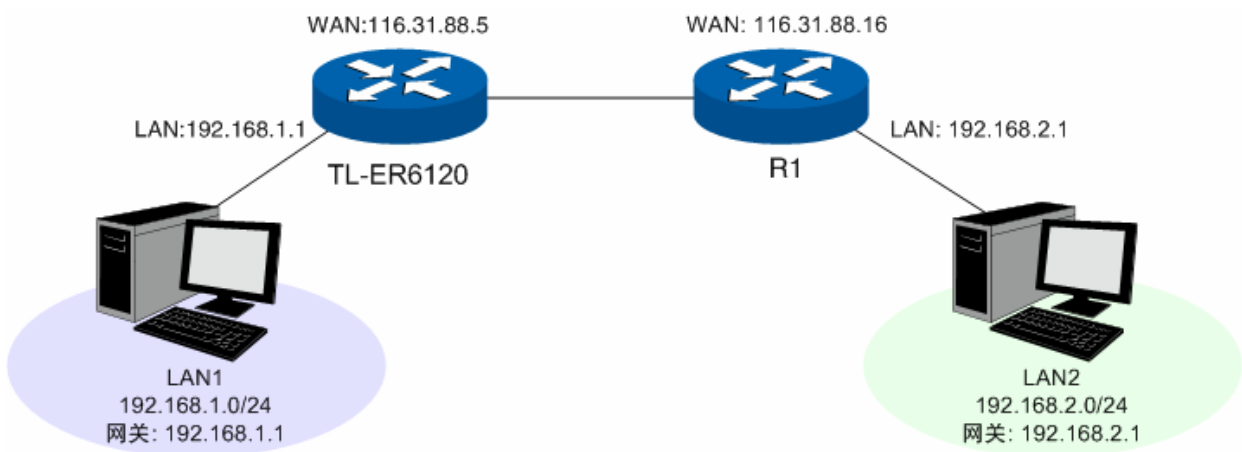 WAN:116.31.88.5
WAN: 116.31.88.16
LAN:192.168.1.1
LAN: 192.168.2.1
TL-ER6120
R1
LAN1
192.168.1.0/24
网关: 192.168.1.1
LAN2
192.168.2.0/24
网关: 192.168.2.1